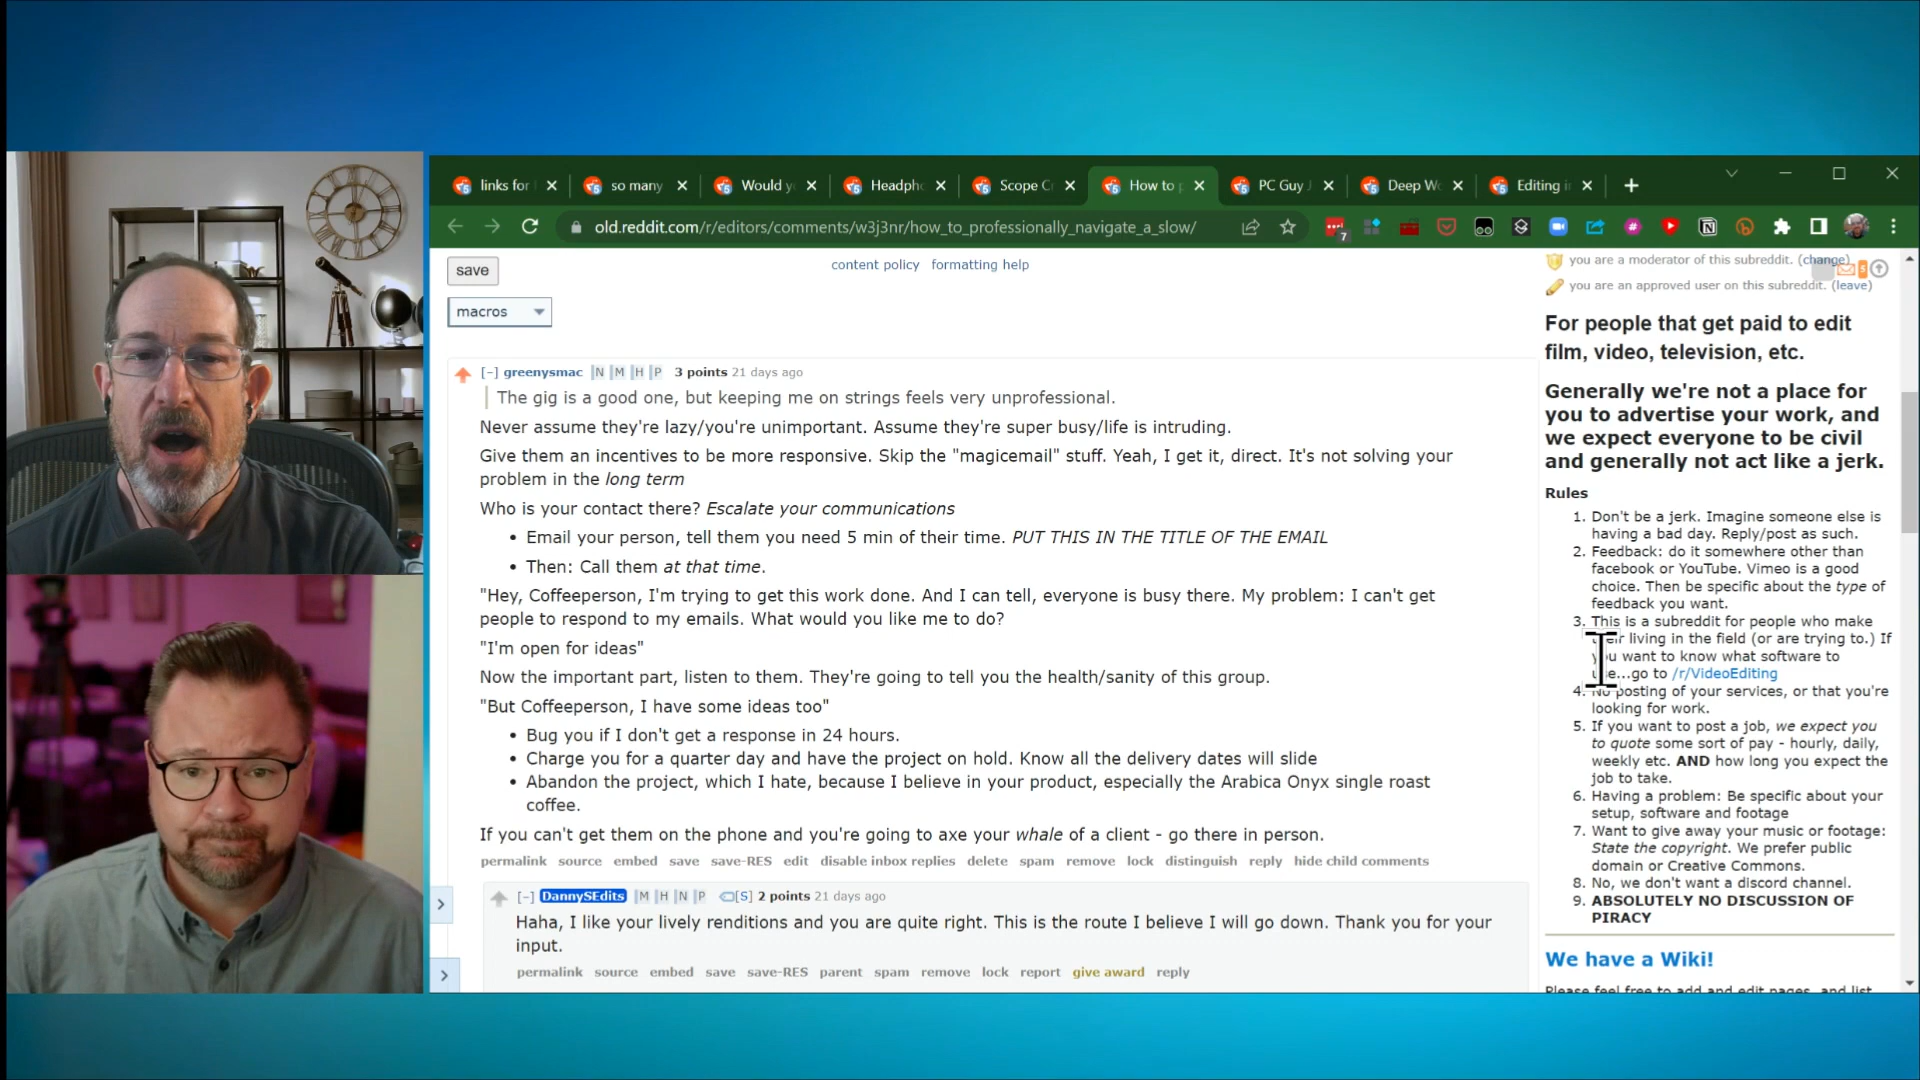 links for
so many
Would y
Headph
Scope C
How to p
PC Guy
Deep Wo
Editing i
old.reddit.com/r/editors/comments/w3j3nr/how_to_professionally_navigate_a_slow/
7
save
content policy formatting help
macros
[-] greenysmac N M H P 3 points 21 days ago
The gig is a good one, but keeping me on strings feels very unprofessional.
Never assume they're lazy/you're unimportant. Assume they're super busy/life is intruding.
Give them an incentives to be more responsive. Skip the "magicemail" stuff. Yeah, I get it, direct. It's not solving your
problem in the long term
Who is your contact there? Escalate your communications
• Email your person, tell them you need 5 min of their time. PUT THIS IN THE TITLE OF THE EMAIL
• Then: Call them at that time.
"Hey, Coffeeperson, I'm trying to get this work done. And I can tell, everyone is busy there. My problem: I can't get
people to respond to my emails. What would you like me to do?
"I'm open for ideas"
Now the important part, listen to them. They're going to tell you the health/sanity of this group.
"But Coffeeperson, I have some ideas too"
• Bug you if I don't get a response in 24 hours.
• Charge you for a quarter day and have the project on hold. Know all the delivery dates will slide
• Abandon the project, which I hate, because I believe in your product, especially the Arabica Onyx single roast
coffee.
If you can't get them on the phone and you're going to axe your whale of a client - go there in person.
permalink source embed save save-RES edit disable inbox replies delete spam remove lock distinguish reply hide child comments
[-] DannySEdits M H N P [S] 2 points 21 days ago
Haha, I like your lively renditions and you are quite right. This is the route I believe I will go down. Thank you for your
input.
permalink source embed save save-RES parent spam remove lock report give award reply
you are a moderator of this subreddit. (change)
you are an approved user on this subreddit. (leave)
For people that get paid to edit
film, video, television, etc.
Generally we're not a place for
you to advertise your work, and
we expect everyone to be civil
and generally not act like a jerk.
Rules
1. Don't be a jerk. Imagine someone else is
having a bad day. Reply/post as such.
2. Feedback: do it somewhere other than
facebook or YouTube. Vimeo is a good
choice. Then be specific about the type of
feedback you want.
3. This is a subreddit for people who make
their living in the field (or are trying to.) If
you want to know what software to
use...go to /r/VideoEditing
4. No posting of your services, or that you're
looking for work.
5. If you want to post a job, we expect you
to quote some sort of pay - hourly, daily,
weekly etc. AND how long you expect the
job to take.
6. Having a problem: Be specific about your
setup, software and footage
7. Want to give away your music or footage:
State the copyright. We prefer public
domain or Creative Commons.
8. No, we don't want a discord channel.
9. ABSOLUTELY NO DISCUSSION OF
PIRACY
We have a Wiki!
Please feel free to add and edit pages, and list